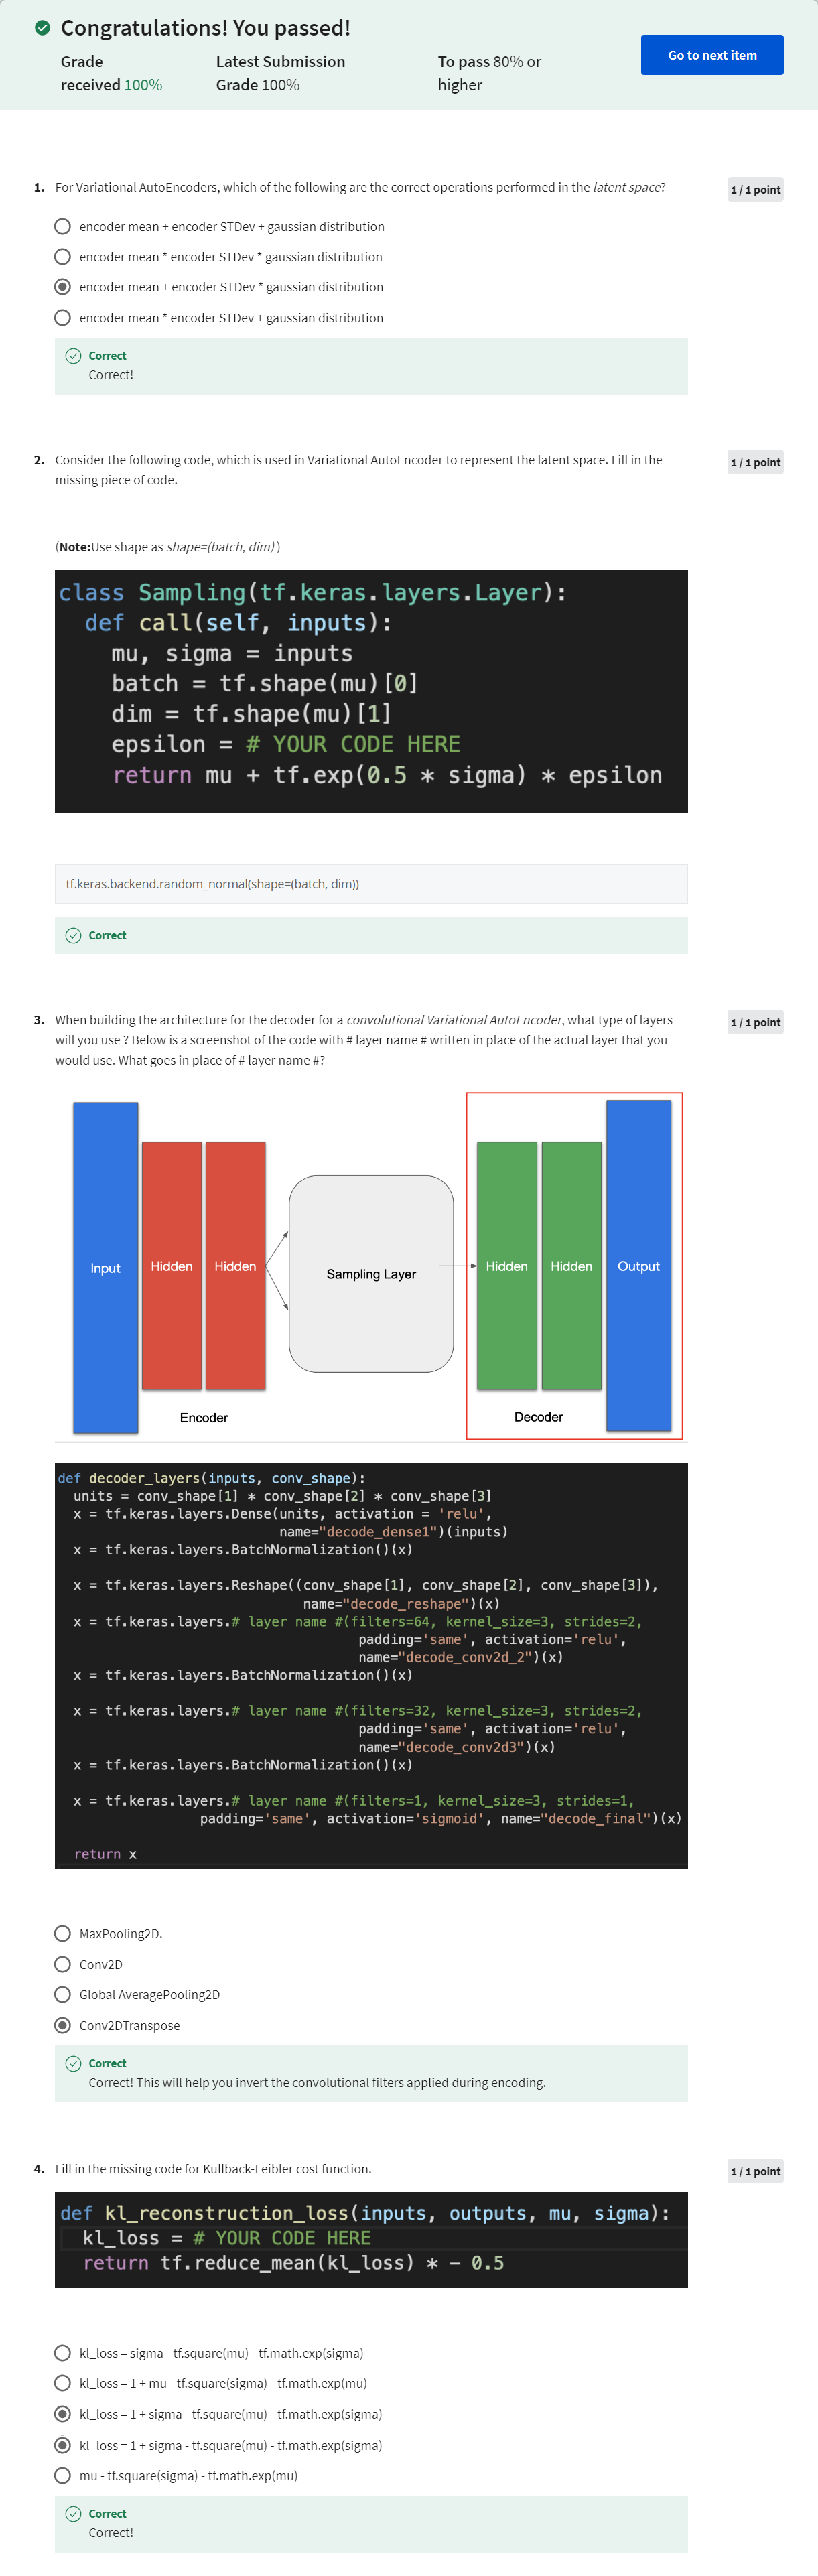 Congratulations! You passed!
Grade received 100%
Latest Submission Grade 100%
To pass 80% or higher
Go to next item
1. For Variational AutoEncoders, which of the following are the correct operations performed in the latent space?
1 / 1 point
encoder mean + encoder STDev + gaussian distribution
encoder mean * encoder STDev * gaussian distribution
encoder mean + encoder STDev * gaussian distribution
encoder mean * encoder STDev + gaussian distribution
Correct
Correct!
2. Consider the following code, which is used in Variational AutoEncoder to represent the latent space. Fill in the
missing piece of code.
1 / 1 point
(Note:Use shape as shape=(batch, dim) )
class Sampling(tf.keras.layers.Layer):
def call(self, inputs):
mu, sigma = inputs
batch = tf.shape(mu)[0]
dim = tf.shape(mu)[1]
epsilon = # YOUR CODE HERE
return mu + tf.exp(0.5 * sigma) * epsilon
tf.keras.backend.random_normal(shape=(batch, dim))
Correct
3. When building the architecture for the decoder for a convolutional Variational AutoEncoder, what type of layers
will you use ? Below is a screenshot of the code with # layer name # written in place of the actual layer that you
would use. What goes in place of # layer name #?
1 / 1 point
Input
Hidden
Hidden
Sampling Layer
Hidden
Hidden
Output
Encoder
Decoder
def decoder_layers(inputs, conv_shape):
units = conv_shape[1] * conv_shape[2] * conv_shape[3]
x = tf.keras.layers.Dense(units, activation = 'relu',
name="decode_dense1")(inputs)
x = tf.keras.layers.BatchNormalization()(x)
x = tf.keras.layers.Reshape((conv_shape[1], conv_shape[2], conv_shape[3]),
name="decode_reshape")(x)
x = tf.keras.layers.# layer name #(filters=64, kernel_size=3, strides=2,
padding='same', activation='relu',
name="decode_conv2d_2")(x)
x = tf.keras.layers.BatchNormalization()(x)
x = tf.keras.layers.# layer name #(filters=32, kernel_size=3, strides=2,
padding='same', activation='relu',
name="decode_conv2d3")(x)
x = tf.keras.layers.BatchNormalization()(x)
x = tf.keras.layers.# layer name #(filters=1, kernel_size=3, strides=1,
padding='same', activation='sigmoid', name="decode_final")(x)
return x
MaxPooling2D.
Conv2D
Global AveragePooling2D
Conv2DTranspose
Correct
Correct! This will help you invert the convolutional filters applied during encoding.
4. Fill in the missing code for Kullback-Leibler cost function.
1 / 1 point
def kl_reconstruction_loss(inputs, outputs, mu, sigma):
kl_loss = # YOUR CODE HERE
return tf.reduce_mean(kl_loss) * - 0.5
kl_loss = sigma - tf.square(mu) - tf.math.exp(sigma)
kl_loss = 1 + mu - tf.square(sigma) - tf.math.exp(mu)
kl_loss = 1 + sigma - tf.square(mu) - tf.math.exp(sigma)
kl_loss = 1 + sigma - tf.square(mu) - tf.math.exp(sigma)
mu - tf.square(sigma) - tf.math.exp(mu)
Correct
Correct!